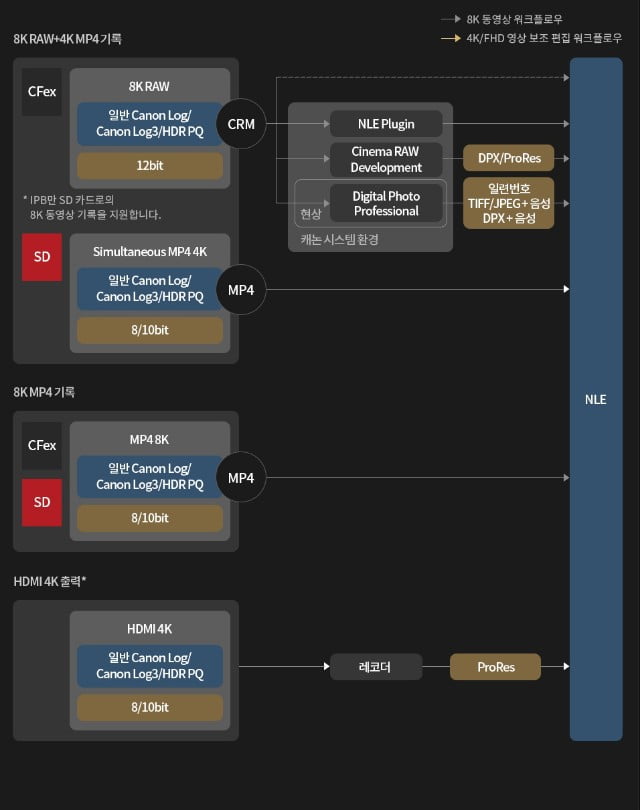 8K 동영상 워크플로우
4K/FHD 영상 보조 편집 워크플로우
8K RAW+4K MP4 기록
CFex
8K RAW
일반 Canon Log/
Canon Log3/HDR PQ
12bit
CRM
NLE Plugin
Cinema RAW
Development
DPX/ProRes
Digital Photo
Professional
현상
캐논 시스템 환경
일련번호
TIFF/JPEG + 음성
DPX + 음성
* IPB만 SD 카드로의
8K 동영상 기록을 지원합니다.
SD
Simultaneous MP4 4K
일반 Canon Log/
Canon Log3/HDR PQ
8/10bit
MP4
NLE
8K MP4 기록
CFex
SD
MP4 8K
일반 Canon Log/
Canon Log3/HDR PQ
8/10bit
MP4
HDMI 4K 출력*
HDMI 4K
일반 Canon Log/
Canon Log3/HDR PQ
8/10bit
레코더
ProRes